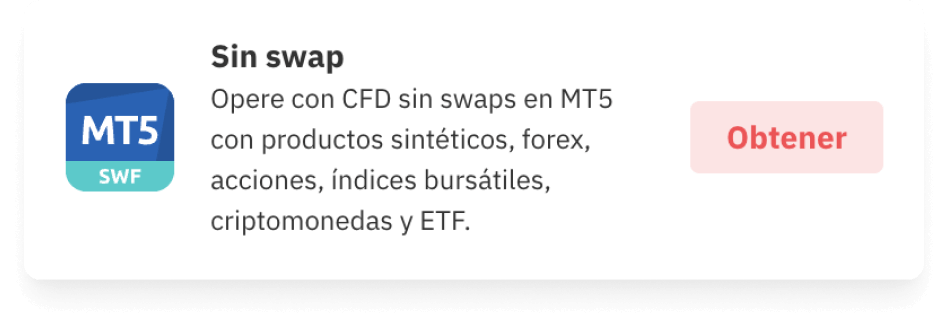 MT5
SWF
Sin swap
Opere con CFD sin swaps en MT5
con productos sintéticos, forex,
acciones, índices bursátiles,
criptomonedas y ETF.
Obtener